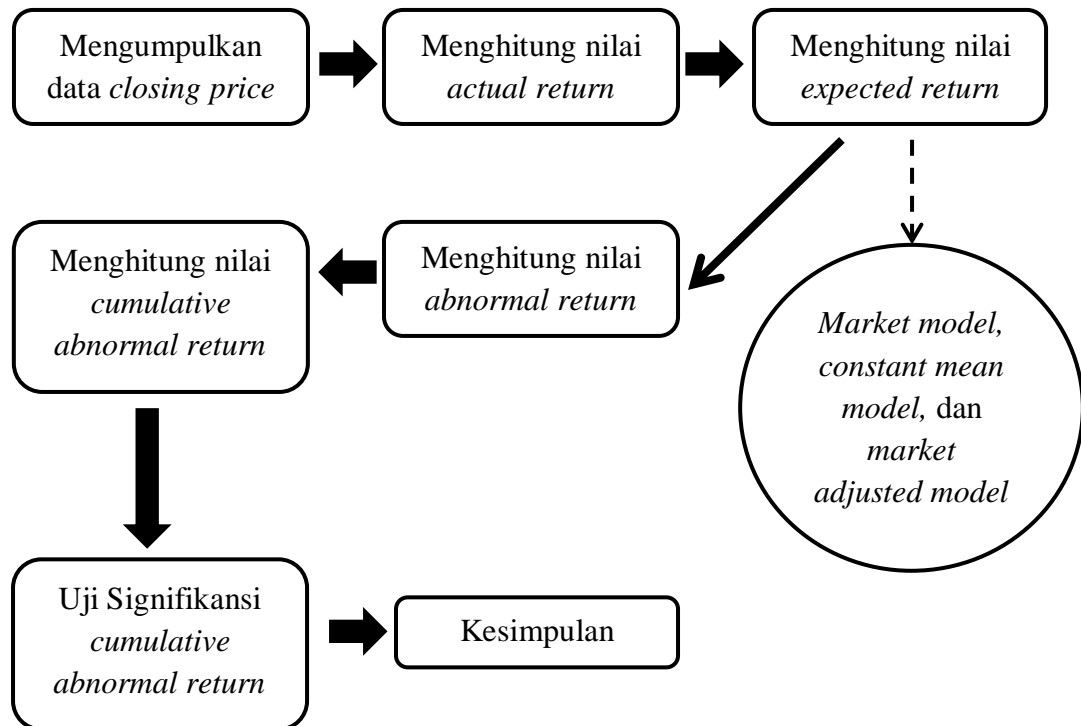 Mengumpulkan
data closing price
Menghitung nilai
actual return
Menghitung nilai
expected return
Menghitung nilai
abnormal return
Menghitung nilai
cumulative
abnormal return
Market model,
constant mean
model, dan
market
adjusted model
Uji Signifikansi
cumulative
abnormal return
Kesimpulan